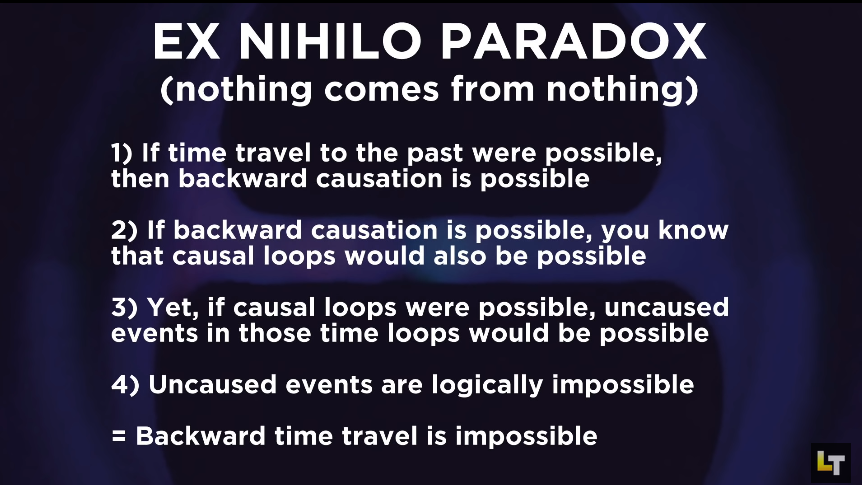 EX NIHILO PARADOX
(nothing comes from nothing)
1) If time travel to the past were possible,
then backward causation is possible
2) If backward causation is possible, you know
that causal loops would also be possible
3) Yet, if causal loops were possible, uncaused
events in those time loops would be possible
4) Uncaused events are logically impossible
= Backward time travel is impossible
LT